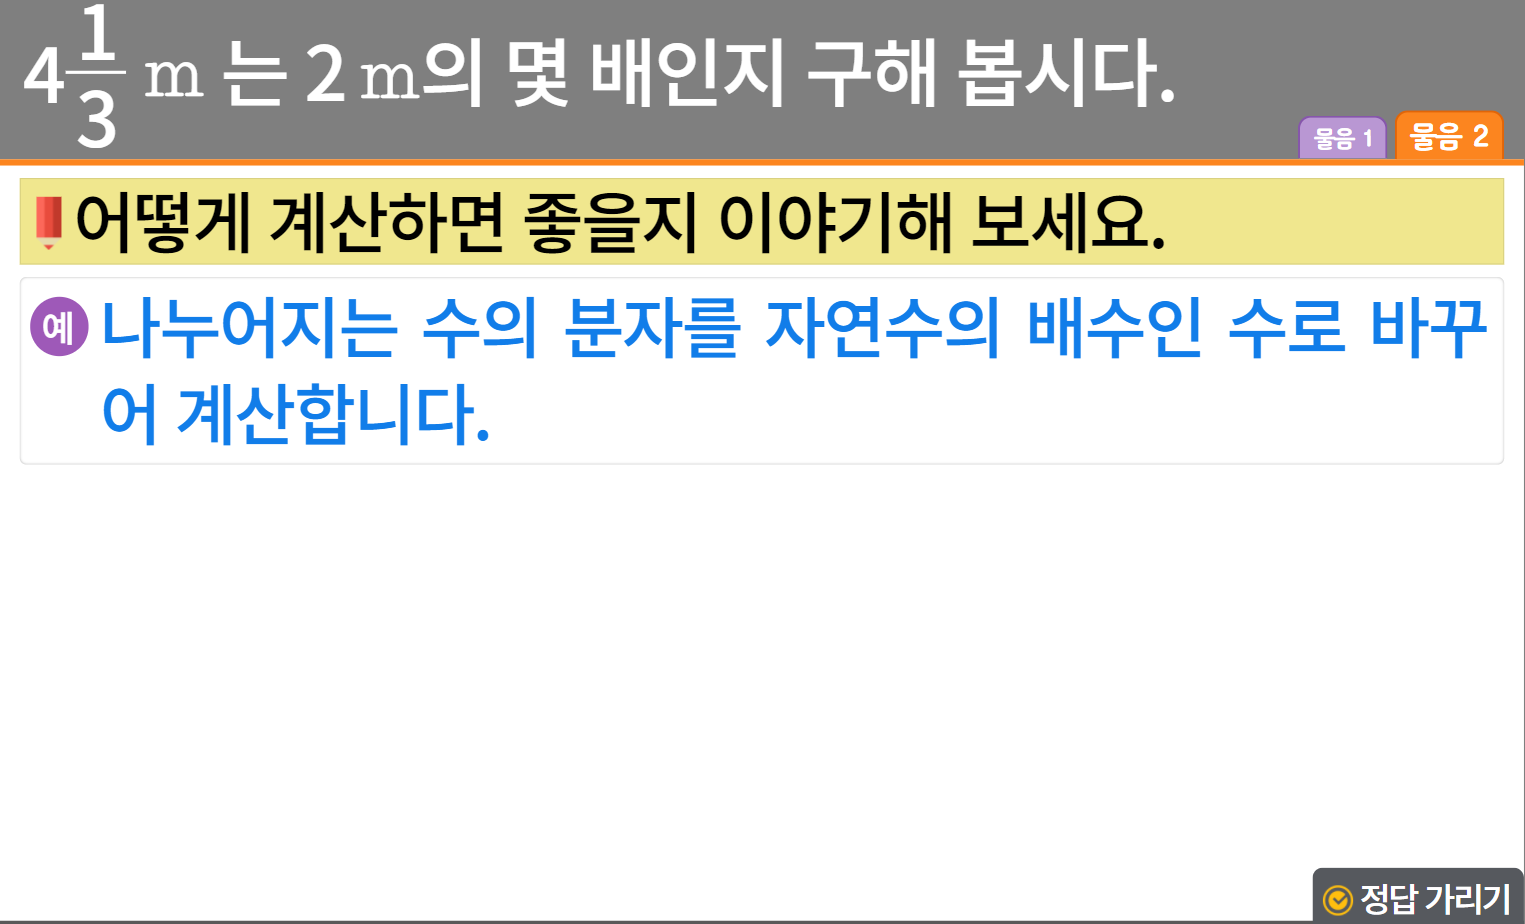 4 1/3 m 는 2 m의 몇 배인지 구해 봅시다.
물음 1 물음 2
어떻게 계산하면 좋을지 이야기해 보세요.
예 나누어지는 수의 분자를 자연수의 배수인 수로 바꾸
어 계산합니다.
정답 가리기